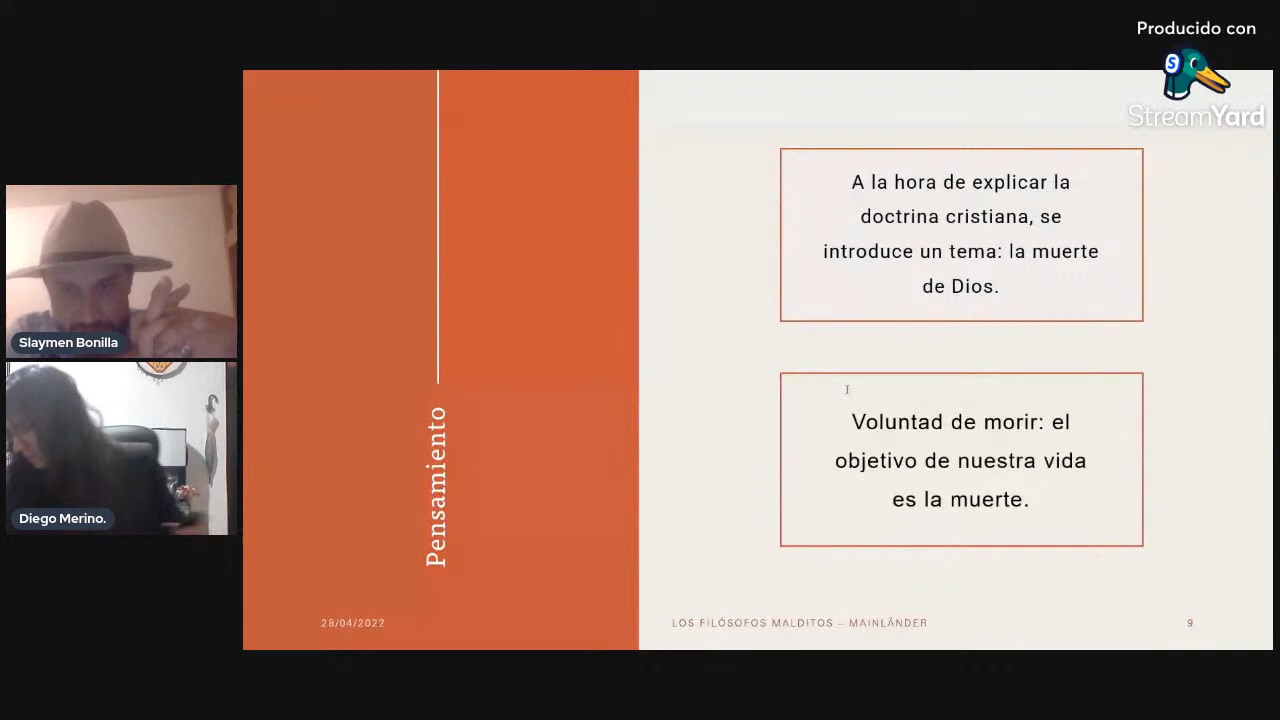 Producido con
StreamYard
A la hora de explicar la
doctrina cristiana, se
introduce un tema: la muerte
de Dios.
Voluntad de morir: el
objetivo de nuestra vida
es la muerte.
Pensamiento
28/04/2022
LOS FILÓSOFOS MALDITOS – MAINLÄNDER
9
Slaymen Bonilla
Diego Merino.